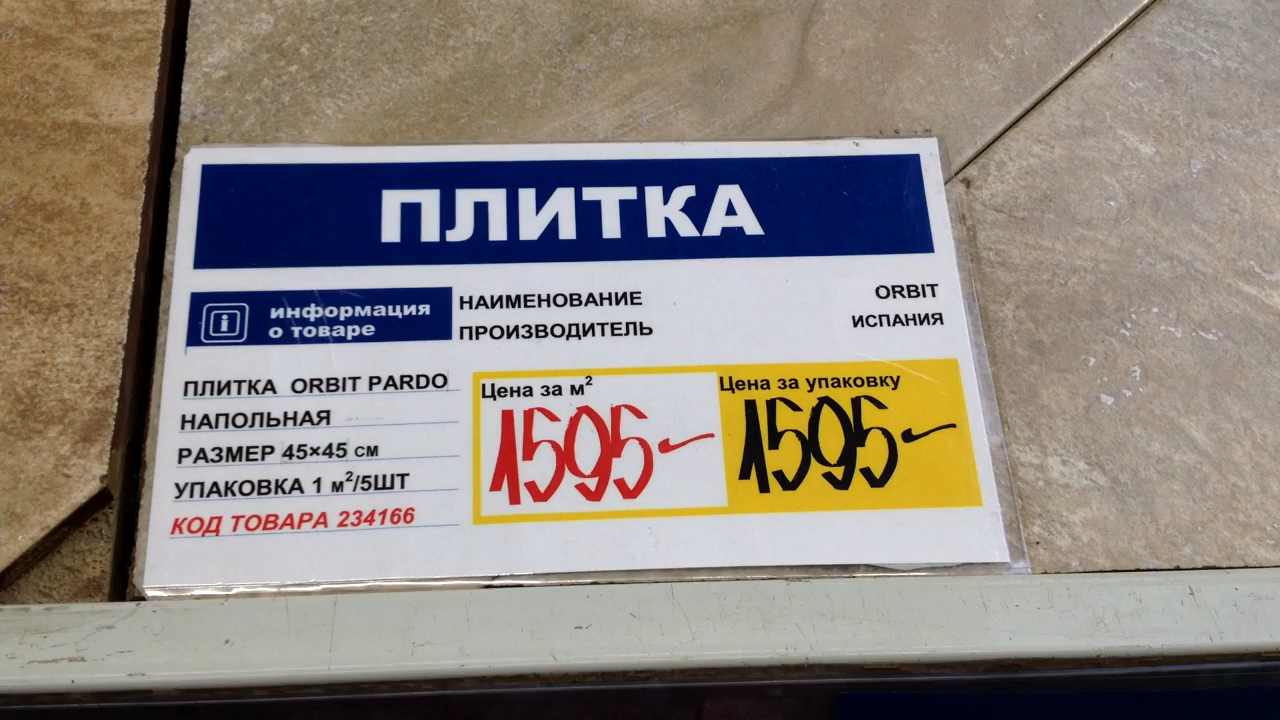 ПЛИТКА
i информация
о товаре
НАИМЕНОВАНИЕ ORBIT
ПРОИЗВОДИТЕЛЬ ИСПАНИЯ
ПЛИТКА ORBIT PARDO
НАПОЛЬНАЯ
РАЗМЕР 45×45 СМ
УПАКОВКА 1 м²/5ШТ
КОД ТОВАРА 234166
Цена за м²
1595-
Цена за упаковку
1595-